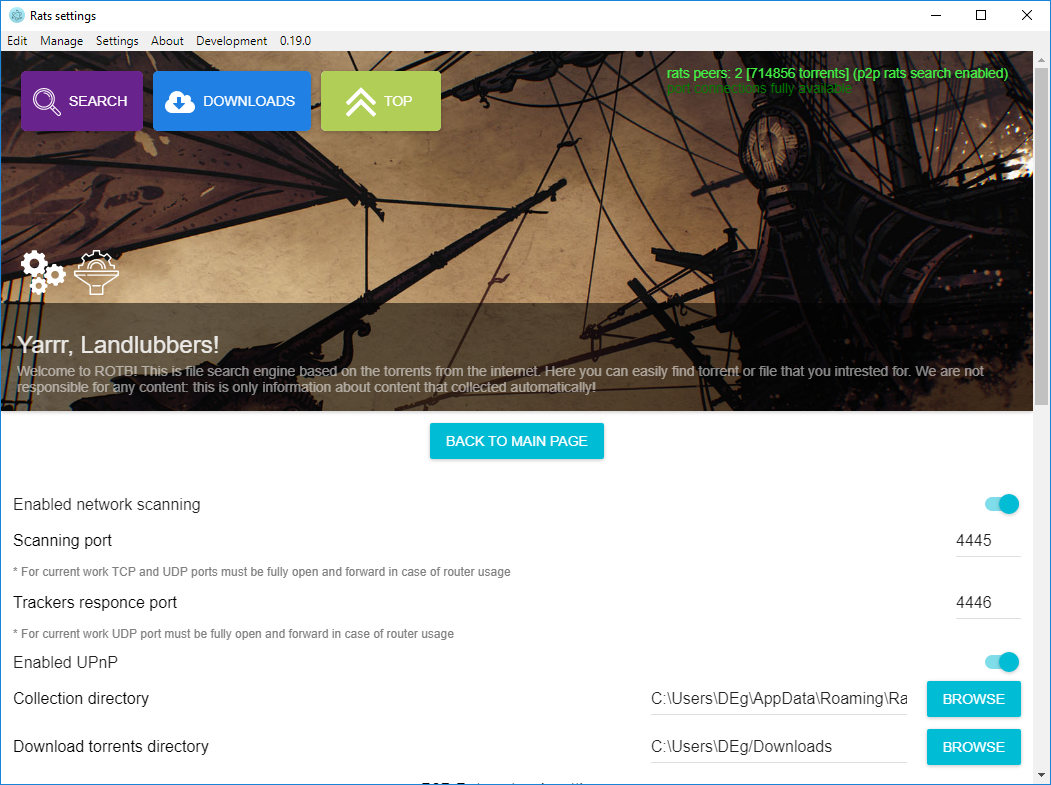 Rats settings
Edit Manage Settings About Development 0.19.0
rats peers: 2 [714856 torrents] (p2p rats search enabled)
port connections fully available
SEARCH
DOWNLOADS
TOP
Yarrr, Landlubbers!
Welcome to ROTB! This is file search engine based on the torrents from the internet. Here you can easily find torrent or file that you intrested for. We are not
responsible for any content: this is only information about content that collected automatically!
BACK TO MAIN PAGE
Enabled network scanning
Scanning port 4445
* For current work TCP and UDP ports must be fully open and forward in case of router usage
Trackers responce port 4446
* For current work UDP port must be fully open and forward in case of router usage
Enabled UPnP
Collection directory C:\Users\DEg\AppData\Roaming\Ra BROWSE
Download torrents directory C:\Users\DEg/Downloads BROWSE